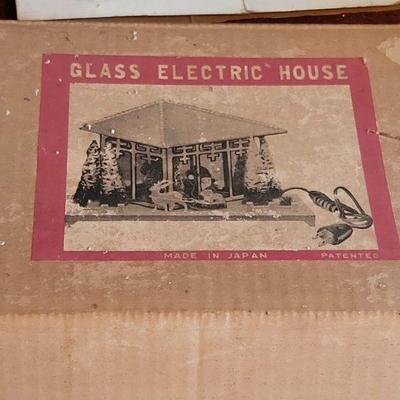 GLASS ELECTRIC HOUSE
MADE IN JAPAN PATENTED